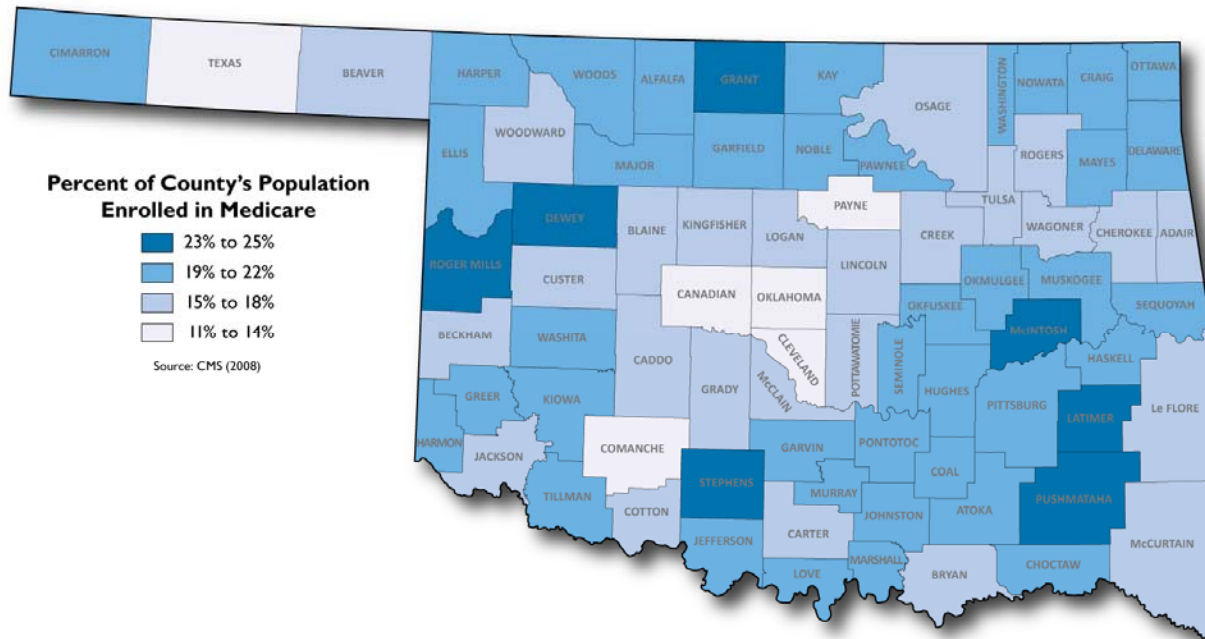 CIMARRON
TEXAS
BEAVER
HARPER
WOODS
ALFALFA
GRANT
KAY
OSAGE
WASHINGTON
NOWATA
CRAIG
OTTAWA
WOODWARD
ELLIS
MAJOR
GARFIELD
NOBLE
PAWNEE
ROGERS
MAYES
DELAWARE
Percent of County's Population
Enrolled in Medicare
23% to 25%
19% to 22%
15% to 18%
11% to 14%
Source: CMS (2008)
DEWEY
BLAINE
KINGFISHER
LOGAN
PAYNE
CREEK
TULSA
WAGONER
CHEROKEE
ADAIR
ROGER MILLS
CUSTER
CANADIAN
OKLAHOMA
LINCOLN
OKMULGEE
MUSKOGEE
SEQUOYAH
BECKHAM
WASHITA
CADDO
GRADY
McCLAIN
CLEVELAND
POTTAWATOMIE
SEMINOLE
OKFUSKEE
HUGHES
McINTOSH
HASKELL
PITTSBURG
LATIMER
Le FLORE
GREER
KIOWA
HARMON
JACKSON
COMANCHE
TILLMAN
COTTON
STEPHENS
GARVIN
PONTOTOC
COAL
MURRAY
JOHNSTON
ATOKA
PUSHMATAHA
JEFFERSON
CARTER
LOVE
MARSHALL
BRYAN
CHOCTAW
McCURTAIN